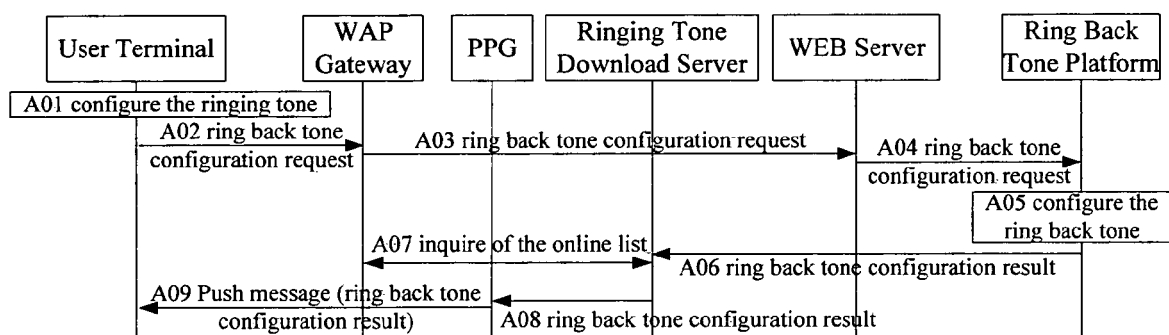 User Terminal
WAP
Gateway
PPG
Ringing Tone
Download Server
WEB Server
Ring Back
Tone Platform
A01 configure the ringing tone
A02 ring back tone
configuration request
A03 ring back tone configuration request
A04 ring back tone
configuration request
A05 configure the
ring back tone
A07 inquire of the online list
A06 ring back tone configuration result
A09 Push message (ring back tone
configuration result)
A08 ring back tone configuration result